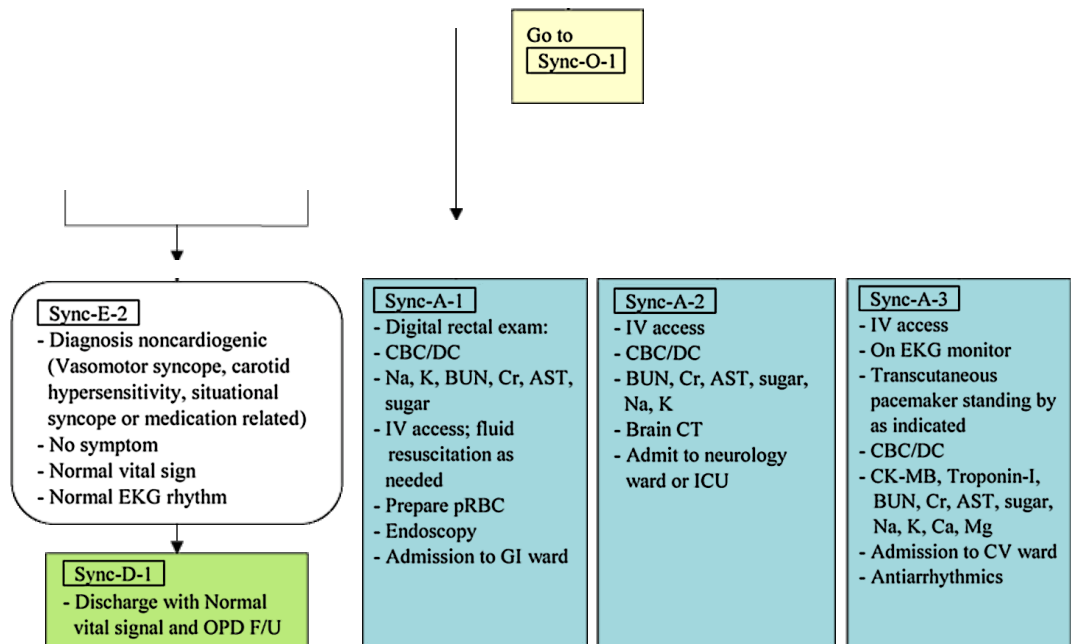 Go to
Sync-O-1
Sync-E-2
- Diagnosis noncardiogenic
(Vasomotor syncope, carotid
hypersensitivity, situational
syncope or medication related)
- No symptom
- Normal vital sign
- Normal EKG rhythm
Sync-D-1
- Discharge with Normal
vital signal and OPD F/U
Sync-A-1
- Digital rectal exam:
- CBC/DC
- Na, K, BUN, Cr, AST,
sugar
- IV access; fluid
resuscitation as
needed
- Prepare pRBC
- Endoscopy
- Admission to GI ward
Sync-A-2
- IV access
- CBC/DC
- BUN, Cr, AST, sugar,
Na, K
- Brain CT
- Admit to neurology
ward or ICU
Sync-A-3
- IV access
- On EKG monitor
- Transcutaneous
pacemaker standing by
as indicated
- CBC/DC
- CK-MB, Troponin-I,
BUN, Cr, AST, sugar,
Na, K, Ca, Mg
- Admission to CV ward
- Antiarrhythmics